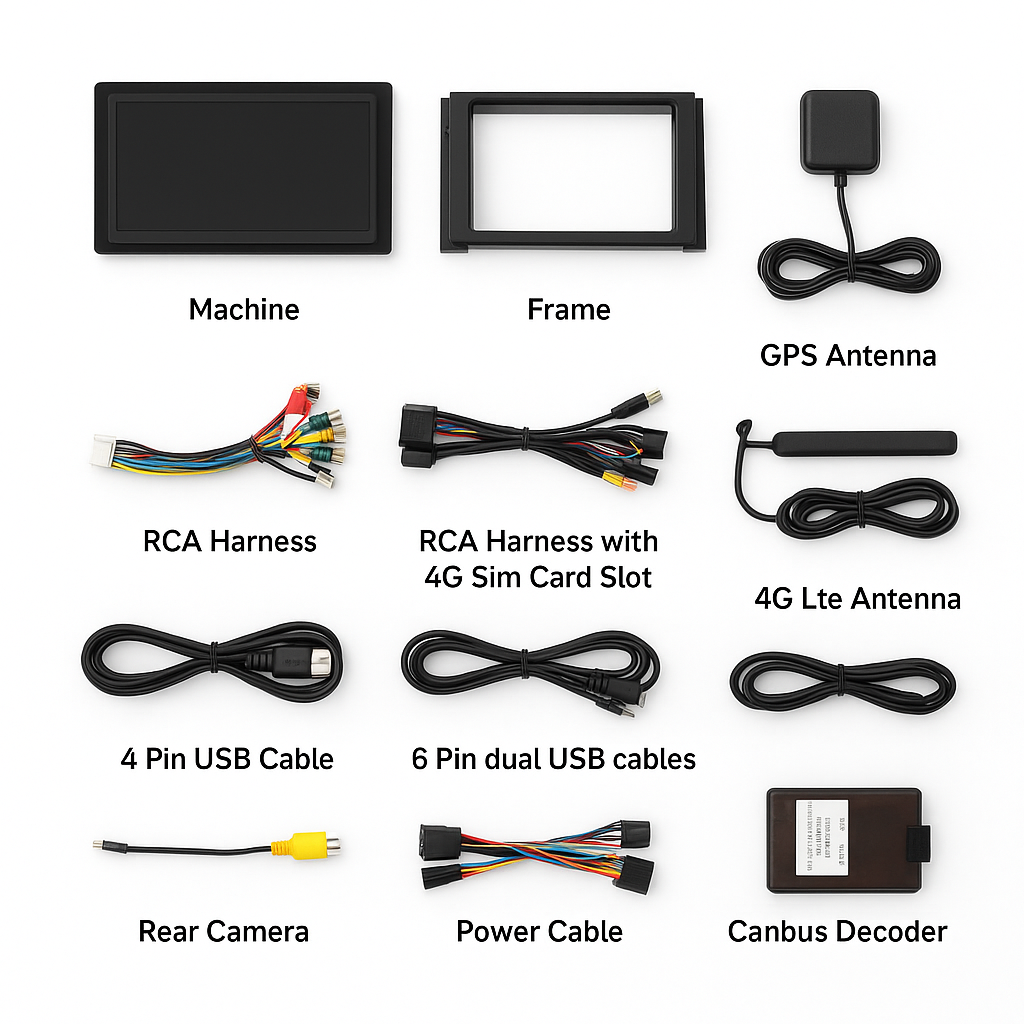 Machine
Frame
GPS Antenna
RCA Harness
RCA Harness with
4G Sim Card Slot
4G Lte Antenna
4 Pin USB Cable
6 Pin dual USB cables
Rear Camera
Power Cable
Canbus Decoder